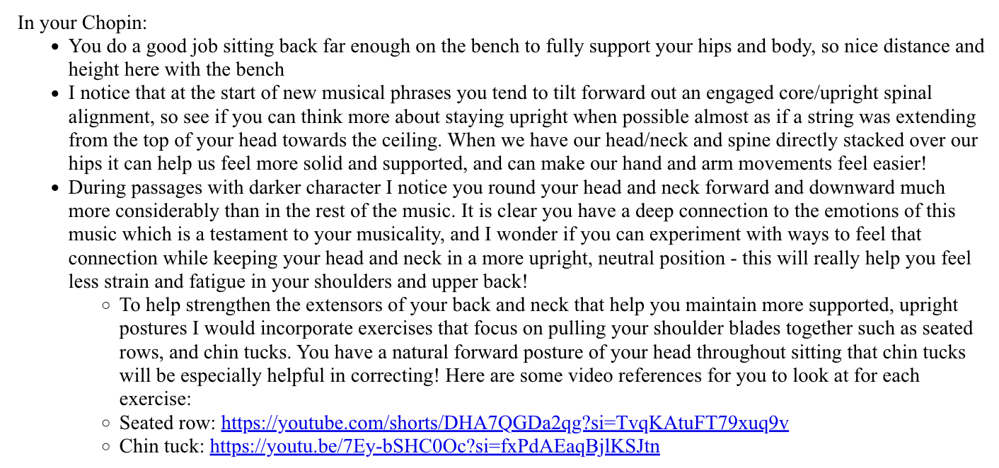 In your Chopin:
• You do a good job sitting back far enough on the bench to fully support your hips and body, so nice distance and
height here with the bench
• I notice that at the start of new musical phrases you tend to tilt forward out an engaged core/upright spinal
alignment, so see if you can think more about staying upright when possible almost as if a string was extending
from the top of your head towards the ceiling. When we have our head/neck and spine directly stacked over our
hips it can help us feel more solid and supported, and can make our hand and arm movements feel easier!
• During passages with darker character I notice you round your head and neck forward and downward much
more considerably than in the rest of the music. It is clear you have a deep connection to the emotions of this
music which is a testament to your musicality, and I wonder if you can experiment with ways to feel that
connection while keeping your head and neck in a more upright, neutral position - this will really help you feel
less strain and fatigue in your shoulders and upper back!
○ To help strengthen the extensors of your back and neck that help you maintain more supported, upright
postures I would incorporate exercises that focus on pulling your shoulder blades together such as seated
rows, and chin tucks. You have a natural forward posture of your head throughout sitting that chin tucks
will be especially helpful in correcting! Here are some video references for you to look at for each
exercise:
○ Seated row: https://youtube.com/shorts/DHA7QGDa2qg?si=TvqKAtuFT79xuq9v
○ Chin tuck: https://youtu.be/7Ey-bSHC0Oc?si=fxPdAEaqBjlKSJtn